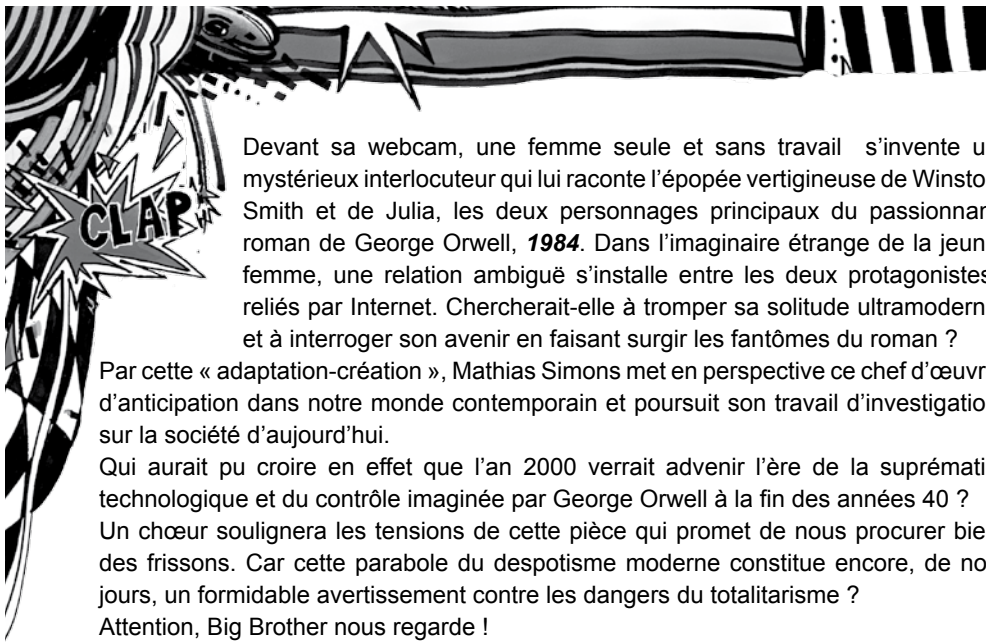 CLAP
Devant sa webcam, une femme seule et sans travail s’invente u
mystérieux interlocuteur qui lui raconte l’épopée vertigineuse de Winsto
Smith et de Julia, les deux personnages principaux du passionnan
roman de George Orwell, 1984. Dans l’imaginaire étrange de la jeun
femme, une relation ambiguë s’installe entre les deux protagonistes
reliés par Internet. Chercherait-elle à tromper sa solitude ultramodern
et à interroger son avenir en faisant surgir les fantômes du roman ?
Par cette « adaptation-création », Mathias Simons met en perspective ce chef d’œuvr
d’anticipation dans notre monde contemporain et poursuit son travail d’investigatio
sur la société d’aujourd’hui.
Qui aurait pu croire en effet que l’an 2000 verrait advenir l’ère de la suprémati
technologique et du contrôle imaginée par George Orwell à la fin des années 40 ?
Un chœur soulignera les tensions de cette pièce qui promet de nous procurer bie
des frissons. Car cette parabole du despotisme moderne constitue encore, de no
jours, un formidable avertissement contre les dangers du totalitarisme ?
Attention, Big Brother nous regarde !